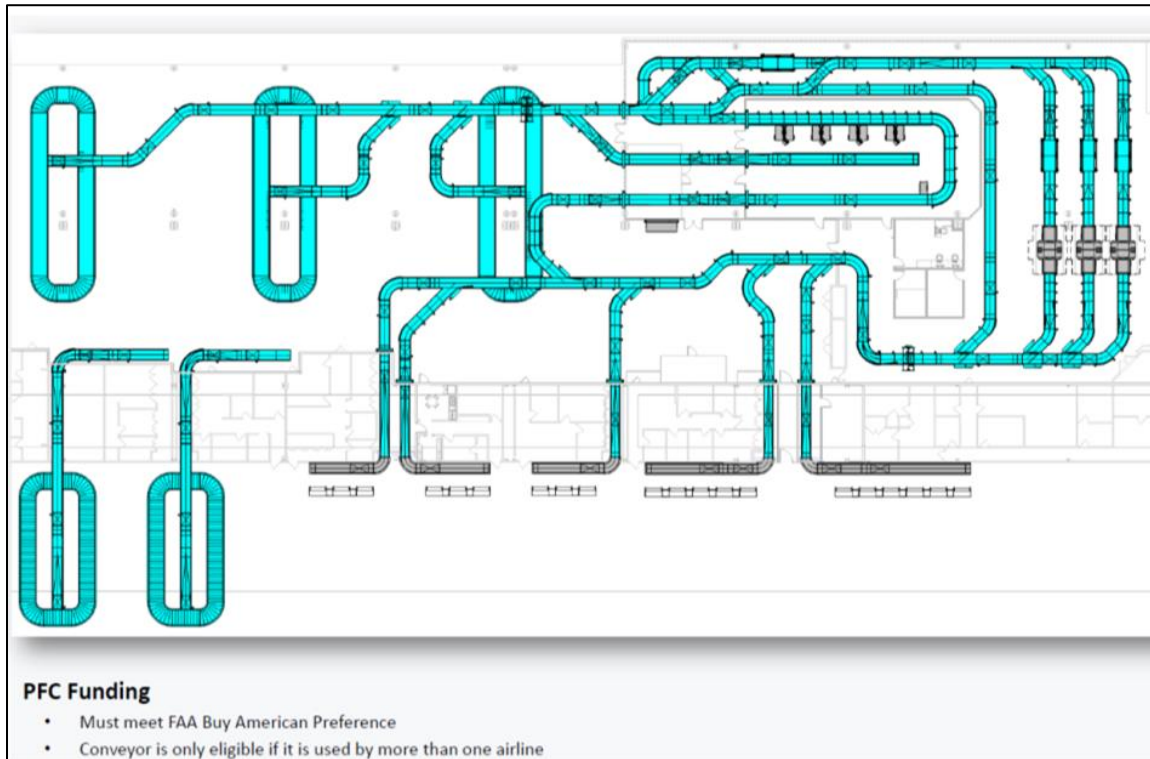 PFC Funding
• Must meet FAA Buy American Preference
• Conveyor is only eligible if it is used by more than one airline